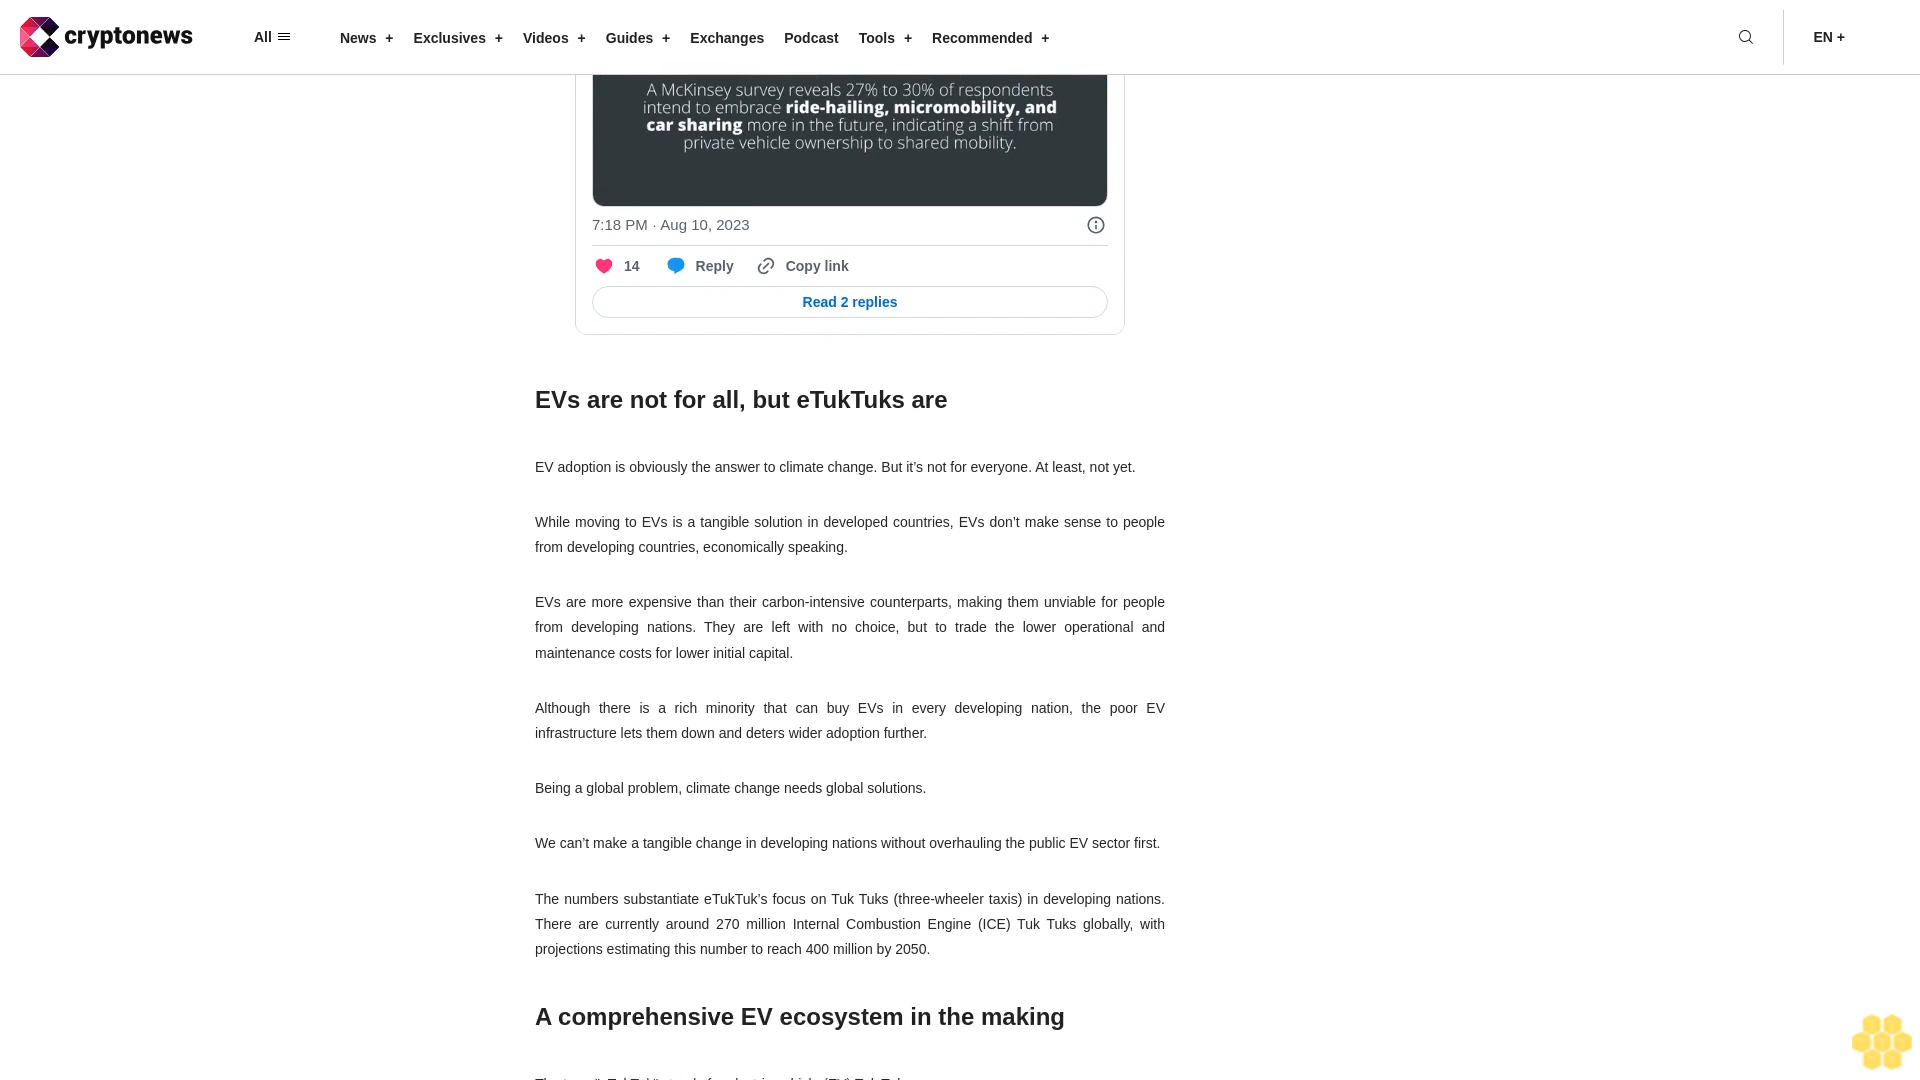 cryptonews
All
News +
Exclusives +
Videos +
Guides +
Exchanges
Podcast
Tools +
Recommended +
EN +
A McKinsey survey reveals 27% to 30% of respondents
intend to embrace ride-hailing, micromobility, and
car sharing more in the future, indicating a shift from
private vehicle ownership to shared mobility.
7:18 PM · Aug 10, 2023
14
Reply
Copy link
Read 2 replies
EVs are not for all, but eTukTuks are
EV adoption is obviously the answer to climate change. But it’s not for everyone. At least, not yet.
While moving to EVs is a tangible solution in developed countries, EVs don’t make sense to people
from developing countries, economically speaking.
EVs are more expensive than their carbon-intensive counterparts, making them unviable for people
from developing nations. They are left with no choice, but to trade the lower operational and
maintenance costs for lower initial capital.
Although there is a rich minority that can buy EVs in every developing nation, the poor EV
infrastructure lets them down and deters wider adoption further.
Being a global problem, climate change needs global solutions.
We can’t make a tangible change in developing nations without overhauling the public EV sector first.
The numbers substantiate eTukTuk’s focus on Tuk Tuks (three-wheeler taxis) in developing nations.
There are currently around 270 million Internal Combustion Engine (ICE) Tuk Tuks globally, with
projections estimating this number to reach 400 million by 2050.
A comprehensive EV ecosystem in the making